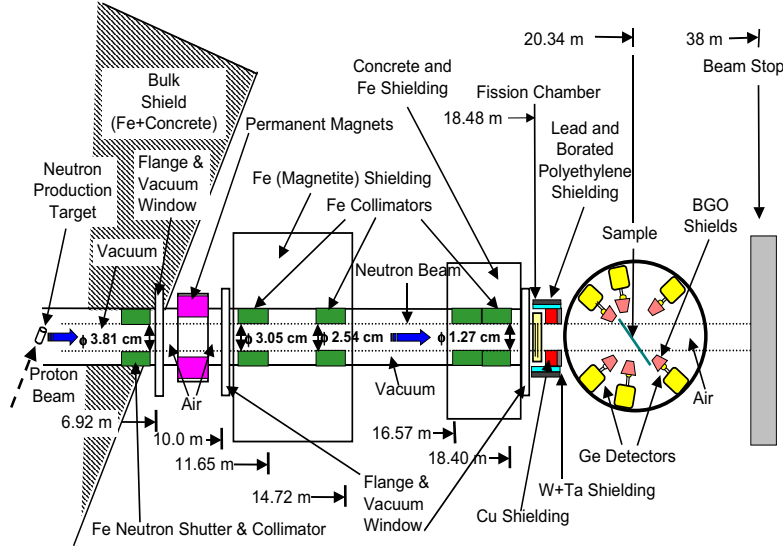 20.34 m
38 m
Beam Stop
Concrete and
Fe Shielding
Fission Chamber
18.48 m
Bulk
Shield
(Fe+Concrete)
Permanent Magnets
Lead and
Borated
Polyethylene
Shielding
Neutron
Production
Target
Flange &
Vacuum
Window
Fe (Magnetite) Shielding
Fe Collimators
BGO
Shields
Sample
Vacuum
Neutron Beam
ϕ 3.81 cm
ϕ 3.05 cm
ϕ 2.54 cm
ϕ 1.27 cm
Proton
Beam
Air
Vacuum
Air
6.92 m
10.0 m
11.65 m
14.72 m
16.57 m
18.40 m
Flange &
Vacuum
Window
Ge Detectors
W+Ta Shielding
Cu Shielding
Fe Neutron Shutter & Collimator